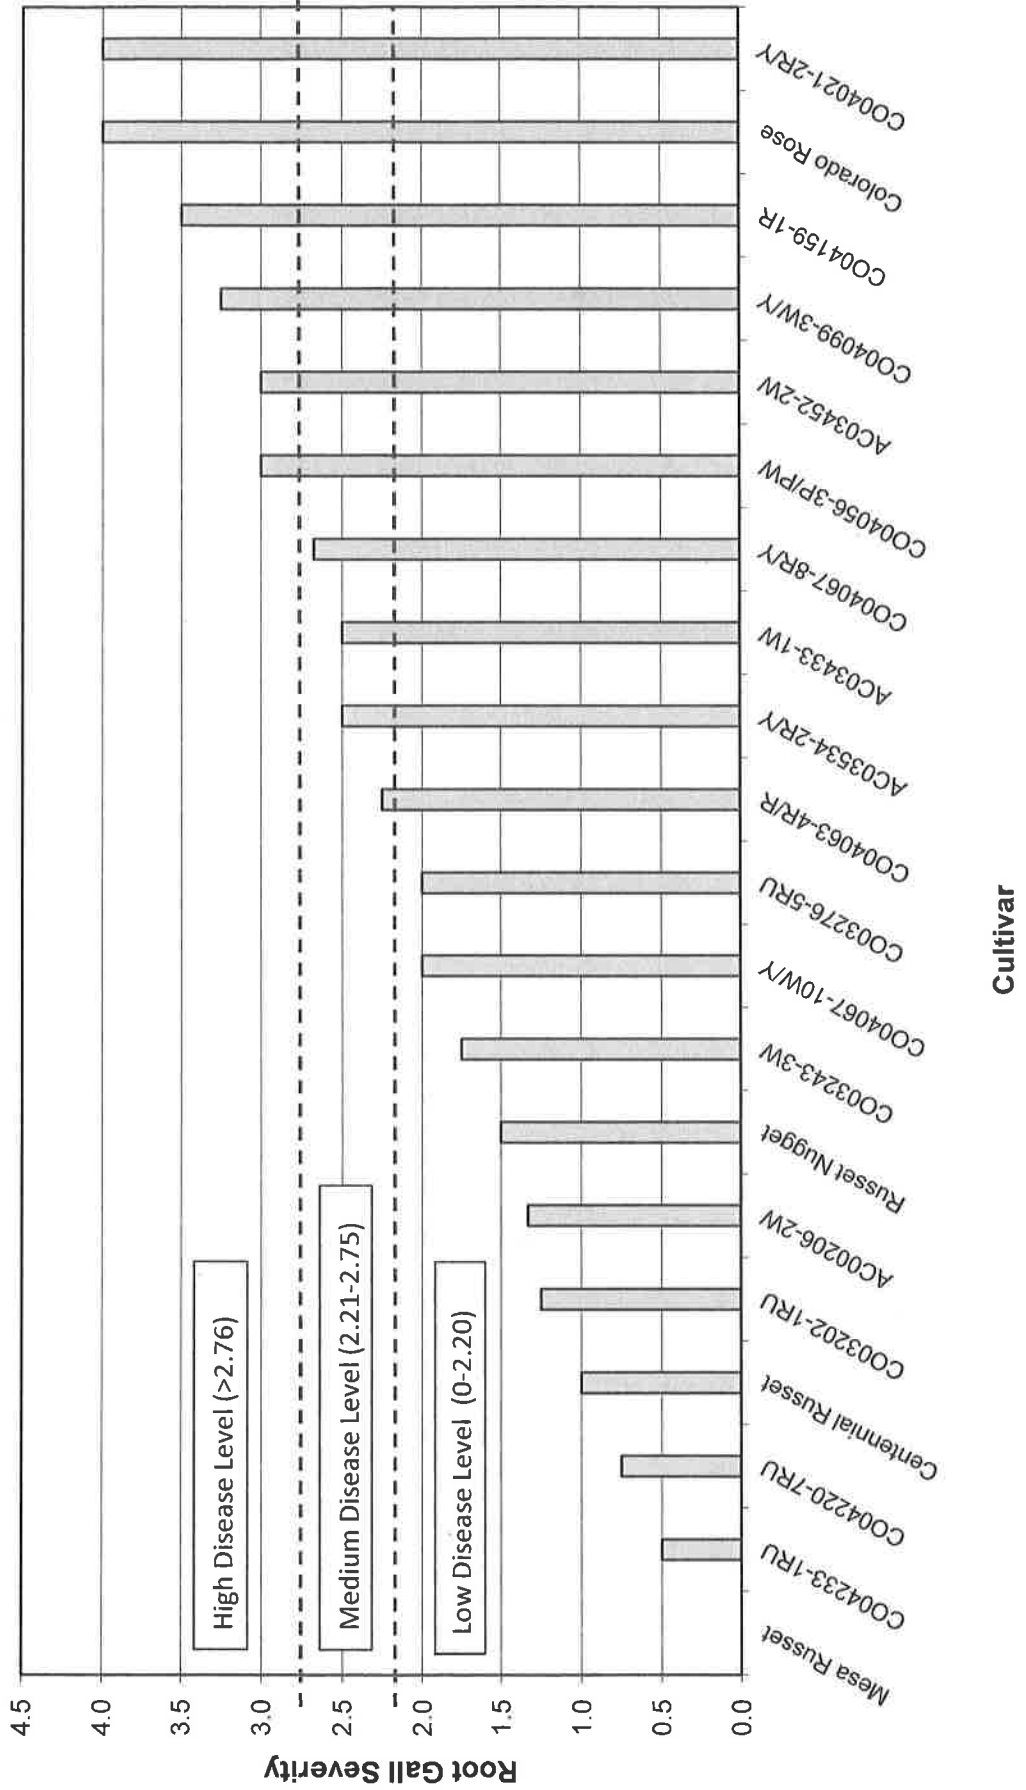 Root Gall Severity
4.5
4.0
3.5
3.0
2.5
2.0
1.5
1.0
0.5
0.0
High Disease Level (>2.76)
Medium Disease Level (2.21-2.75)
Low Disease Level (0-2.20)
Mesa Russet
CO04233-1RU
CO04220-7RU
Centennial Russet
CO03202-1RU
AC00206-2W
Russet Nugget
CO03243-3W
CO04067-10W/Y
CO03276-5RU
CO04063-4R/R
AC03534-2R/Y
AC03433-1W
CO04067-8R/Y
CO04056-3P/PW
AC03452-2W
CO04099-3W/Y
CO04159-1R
Colorado Rose
CO04021-2R/Y
Cultivar